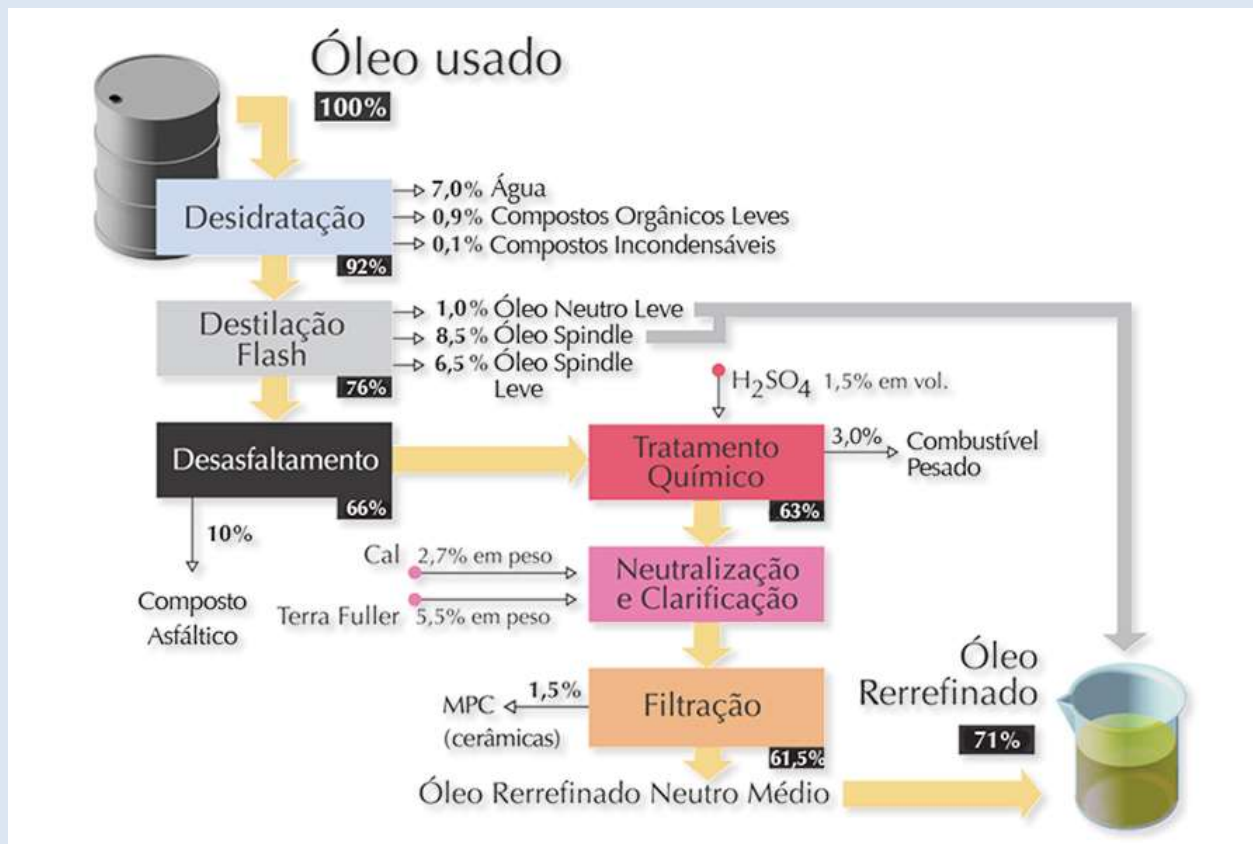 Óleo usado
100%
Desidratação
92%
7,0% Água
0,9% Compostos Orgânicos Leves
0,1% Compostos Incondensáveis
Destilação
Flash
76%
1,0% Óleo Neutro Leve
8,5% Óleo Spindle
6,5% Óleo Spindle
Leve
H₂SO₄ 1,5% em vol.
Desasfaltamento
66%
10%
Composto
Asfáltico
Tratamento
Químico
63%
3,0%
Combustível
Pesado
Cal 2,7% em peso
Terra Fuller 5,5% em peso
Neutralização
e Clarificação
Filtração
61,5%
1,5%
MPC
(cerâmicas)
Óleo Rerrefinado Neutro Médio
Óleo
Rerrefinado
71%